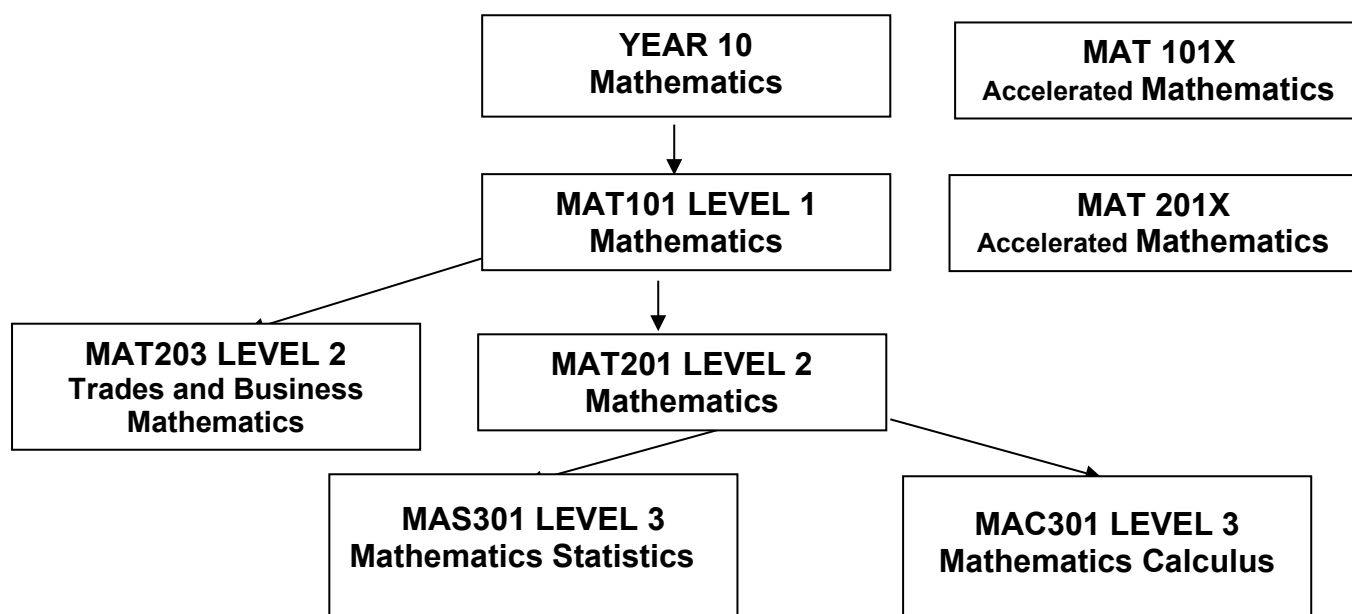 YEAR 10
Mathematics
MAT 101X
Accelerated Mathematics
MAT101 LEVEL 1
Mathematics
MAT 201X
Accelerated Mathematics
MAT203 LEVEL 2
Trades and Business
Mathematics
MAT201 LEVEL 2
Mathematics
MAS301 LEVEL 3
Mathematics Statistics
MAC301 LEVEL 3
Mathematics Calculus